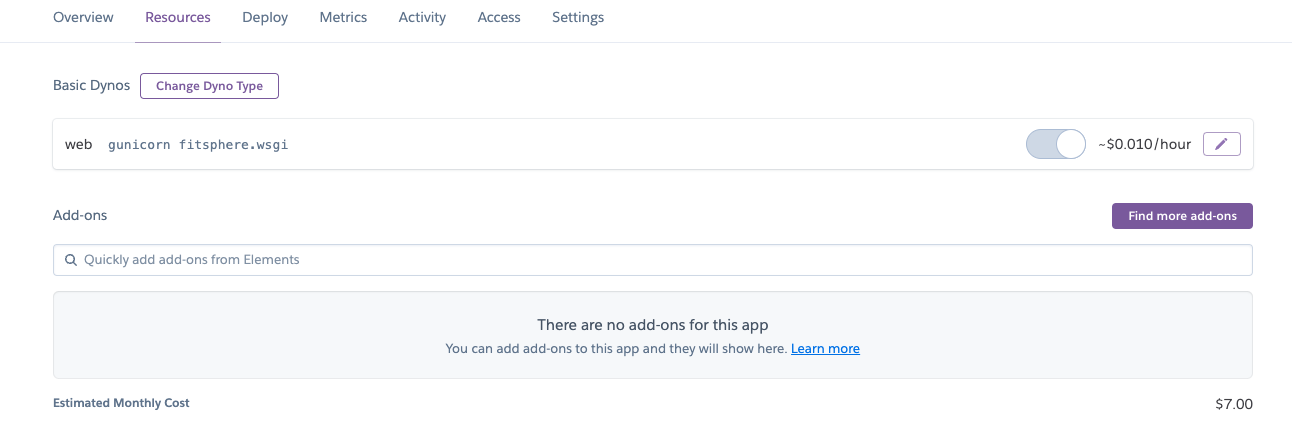 Overview Resources Deploy Metrics Activity Access Settings
Basic Dynos Change Dyno Type
web gunicorn fitsphere.wsgi ~$0.010/hour
Add-ons Find more add-ons
Quickly add add-ons from Elements
There are no add-ons for this app
You can add add-ons to this app and they will show here. Learn more
Estimated Monthly Cost $7.00